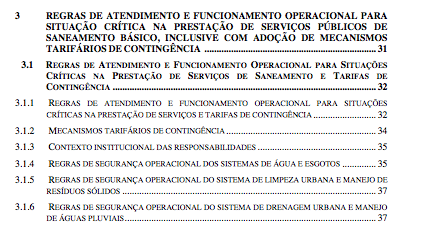 3 REGRAS DE ATENDIMENTO E FUNCIONAMENTO OPERACIONAL PARA
SITUAÇÃO CRÍTICA NA PRESTAÇÃO DE SERVIÇOS PÚBLICOS DE
SANEAMENTO BÁSICO, INCLUSIVE COM ADOÇÃO DE MECANISMOS
TARIFÁRIOS DE CONTINGÊNCIA ..................................................................... 31
3.1 REGRAS DE ATENDIMENTO E FUNCIONAMENTO OPERACIONAL PARA SITUAÇÕES
CRÍTICAS NA PRESTAÇÃO DE SERVIÇOS DE SANEAMENTO E TARIFAS DE
CONTINGÊNCIA ................................................................................................ 32
3.1.1 REGRAS DE ATENDIMENTO E FUNCIONAMENTO OPERACIONAL PARA SITUAÇÕES
CRÍTICAS NA PRESTAÇÃO DE SERVIÇOS E TARIFAS DE CONTINGÊNCIA .................... 32
3.1.2 MECANISMOS TARIFÁRIOS DE CONTINGÊNCIA ................................................ 34
3.1.3 CONTEXTO INSTITUCIONAL DAS RESPONSABILIDADES .................................... 35
3.1.4 REGRAS DE SEGURANÇA OPERACIONAL DOS SISTEMAS DE ÁGUA E ESGOTOS ......... 35
3.1.5 REGRAS DE SEGURANÇA OPERACIONAL DO SISTEMA DE LIMPEZA URBANA E MANEJO DE
RESÍDUOS SÓLIDOS ............................................................................................ 37
3.1.6 REGRAS DE SEGURANÇA OPERACIONAL DO SISTEMA DE DRENAGEM URBANA E MANEJO
DE ÁGUAS PLUVIAIS ........................................................................................... 37